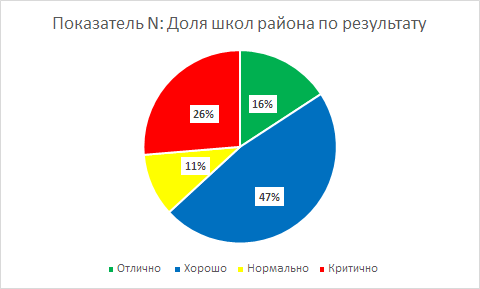 Показатель N: Доля школ района по результату
16%
26%
11%
47%
Отлично Хорошо Нормально Критично